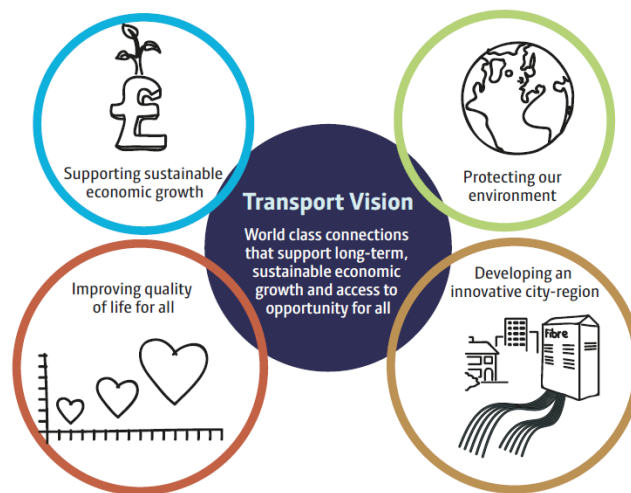 £
Supporting sustainable
economic growth
Protecting our
environment
Transport Vision
World class connections
that support long-term,
sustainable economic
growth and access to
opportunity for all
Improving quality
of life for all
Developing an
innovative city-region
Fibre